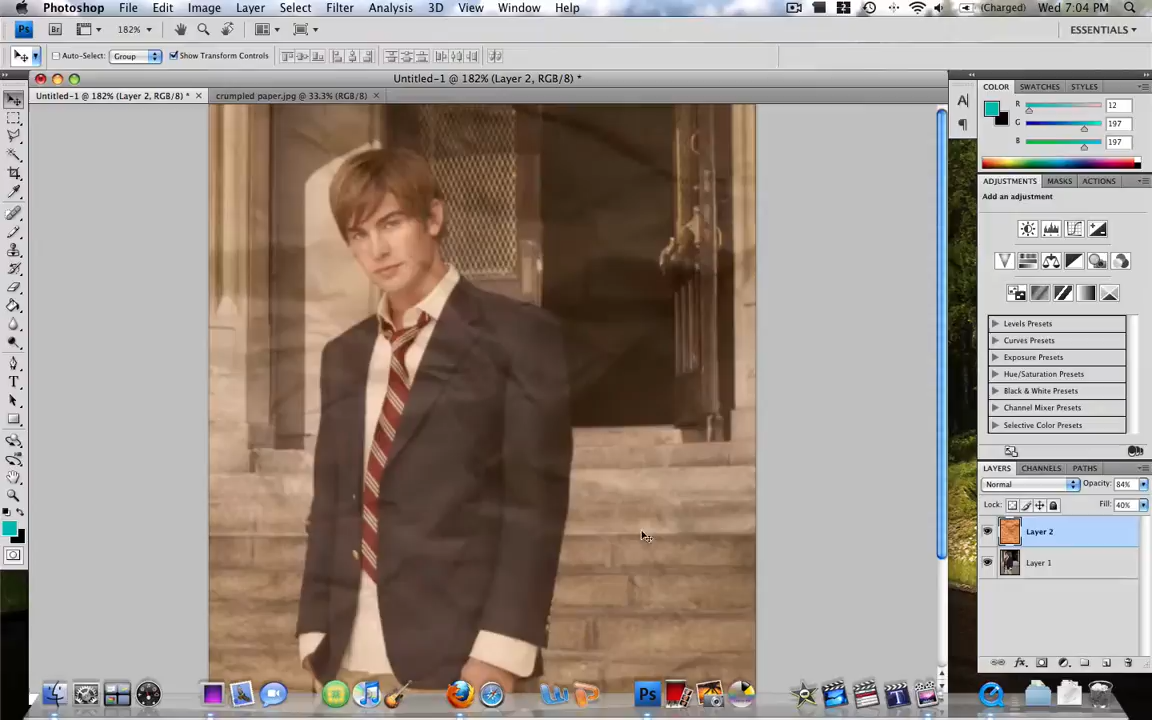 Photoshop File Edit Image Layer Select Filter Analysis 3D View Window Help (Charged) Wed 7:04 PM
Ps Br 182% ESSENTIALS
Auto-Select: Group Show Transform Controls
Untitled-1 @ 182% (Layer 2, RGB/8) *
Untitled-1 @ 182% (Layer 2, RGB/8) * crumpled paper.jpg @ 33.3% (RGB/8)
COLOR SWATCHES STYLES
R 12
G 197
B 197
ADJUSTMENTS MASKS ACTIONS
Add an adjustment
Levels Presets
Curves Presets
Exposure Presets
Hue/Saturation Presets
Black & White Presets
Channel Mixer Presets
Selective Color Presets
LAYERS CHANNELS PATHS
Normal Opacity: 84%
Lock: Fill: 40%
Layer 2
Layer 1
Ps